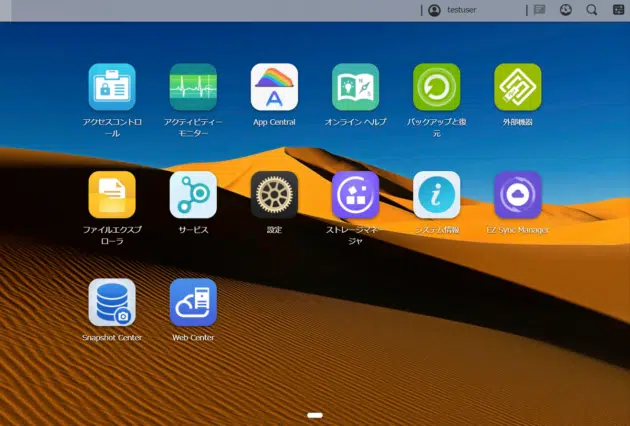 testuser
アクセスコントロ
ール
アクティビティー
モニター
App Central
オンライン ヘルプ
バックアップと復
元
外部機器
ファイルエクスプ
ローラ
サービス
設定
ストレージマネー
ジャ
システム情報
EZ Sync Manager
Snapshot Center
Web Center